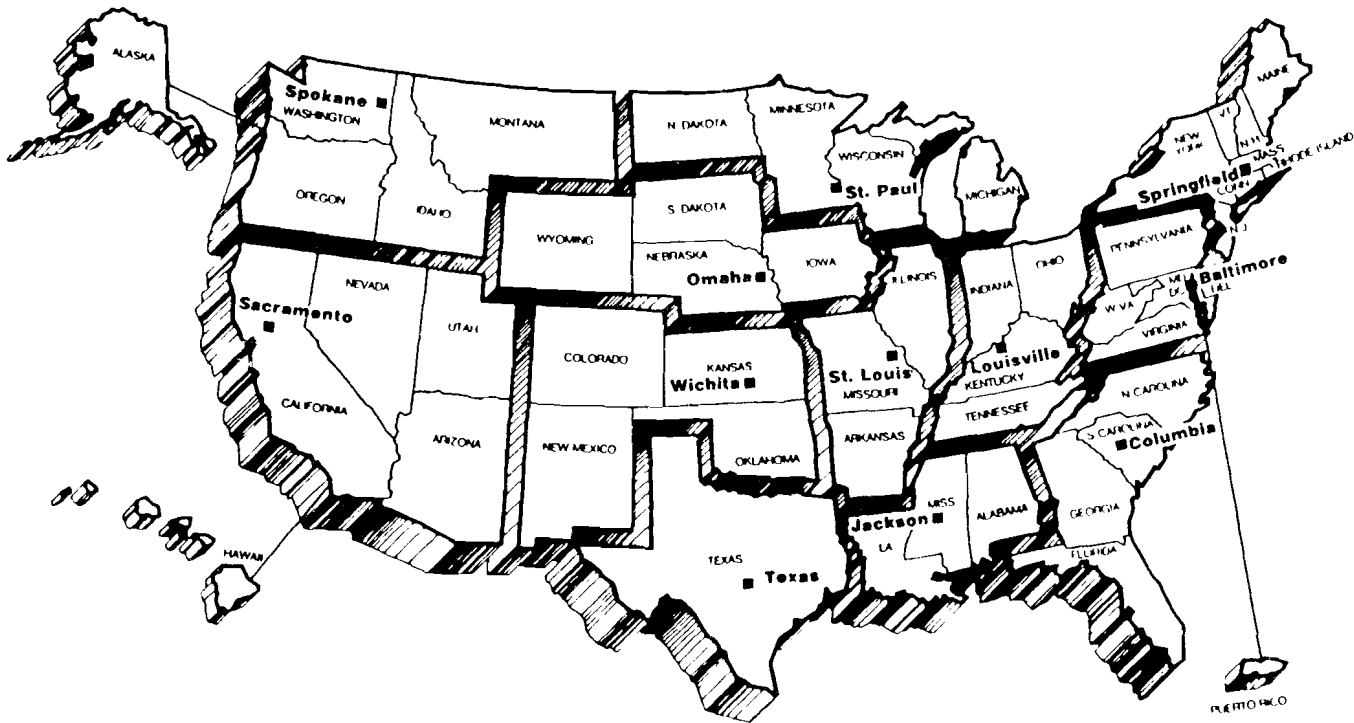 ALASKA
Spokane
WASHINGTON
MONTANA
N. DAKOTA
MINNESOTA
MAINE
VT.
N.H.
NEW
YORK
MASS
RHODE ISLAND
CONN
Springfield
WISCONSIN
St. Paul
MICHIGAN
OREGON
IDAHO
S. DAKOTA
WYOMING
NEBRASKA
Omaha
IOWA
ILLINOIS
INDIANA
OHIO
PENNSYLVANIA
N.J.
Baltimore
W.VA.
VIRGINIA
NEVADA
Sacramento
UTAH
COLORADO
KANSAS
Wichita
St. Louis
MISSOURI
Louisville
KENTUCKY
CALIFORNIA
ARIZONA
NEW MEXICO
OKLAHOMA
ARKANSAS
TENNESSEE
N. CAROLINA
S. CAROLINA
Columbia
MISS
Jackson
LA
ALABAMA
GEORGIA
FLORIDA
TEXAS
Texas
HAWAII
PUERTO RICO